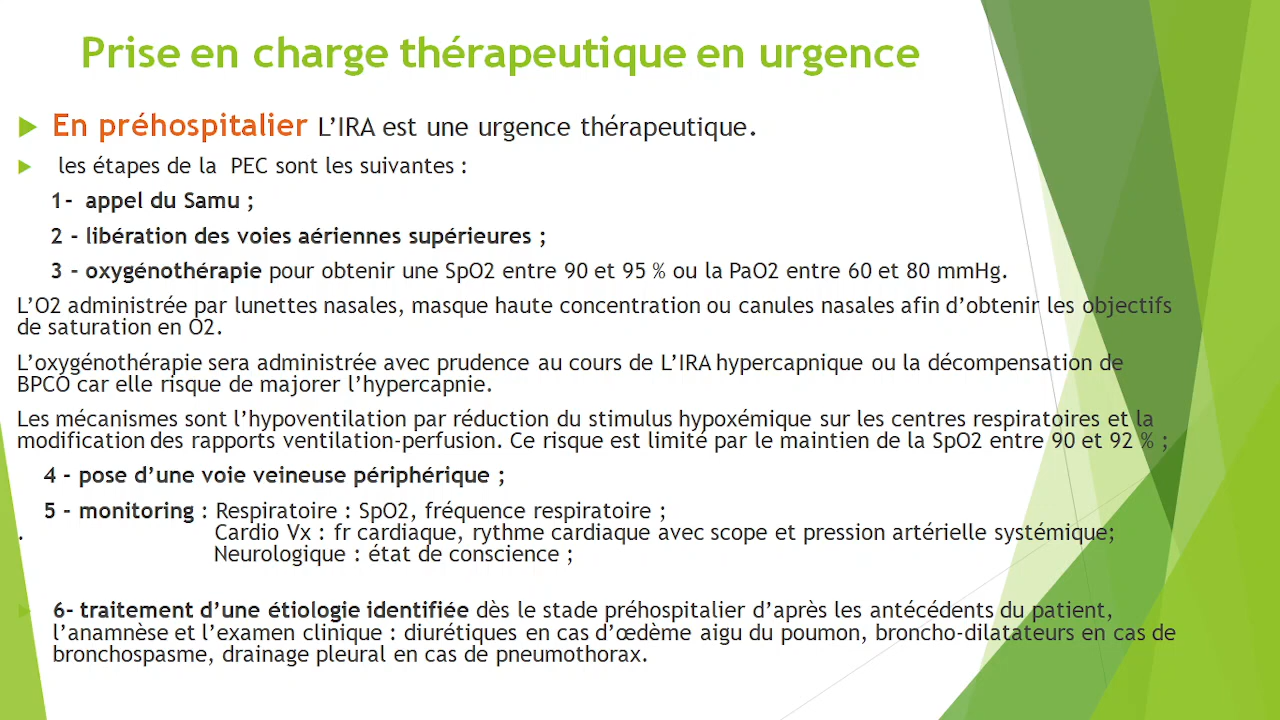 Prise en charge thérapeutique en urgence
En préhospitalier L’IRA est une urgence thérapeutique.
les étapes de la PEC sont les suivantes :
1- appel du Samu ;
2 - libération des voies aériennes supérieures ;
3 - oxygénothérapie pour obtenir une SpO2 entre 90 et 95 % ou la PaO2 entre 60 et 80 mmHg.
L’O2 administrée par lunettes nasales, masque haute concentration ou canules nasales afin d’obtenir les objectifs
de saturation en O2.
L’oxygénothérapie sera administrée avec prudence au cours de L’IRA hypercapnique ou la décompensation de
BPCO car elle risque de majorer l’hypercapnie.
Les mécanismes sont l’hypoventilation par réduction du stimulus hypoxémique sur les centres respiratoires et la
modification des rapports ventilation-perfusion. Ce risque est limité par le maintien de la SpO2 entre 90 et 92 % ;
4 - pose d’une voie veineuse périphérique ;
5 - monitoring : Respiratoire : SpO2, fréquence respiratoire ;
. Cardio Vx : fr cardiaque, rythme cardiaque avec scope et pression artérielle systémique;
Neurologique : état de conscience ;
6- traitement d’une étiologie identifiée dès le stade préhospitalier d’après les antécédents du patient,
l’anamnèse et l’examen clinique : diurétiques en cas d’œdème aigu du poumon, broncho-dilatateurs en cas de
bronchospasme, drainage pleural en cas de pneumothorax.